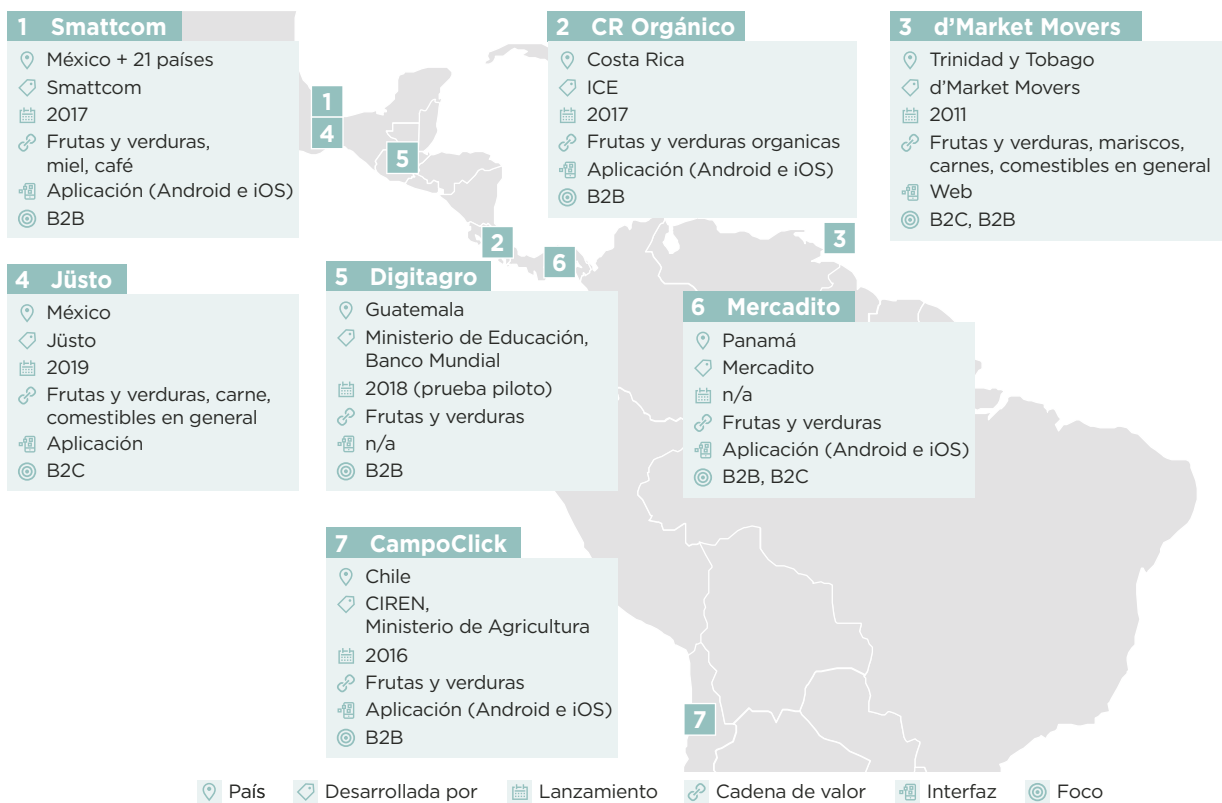 1 Smattcom
México + 21 países
Smattcom
2017
Frutas y verduras,
miel, café
Aplicación (Android e iOS)
B2B
2 CR Orgánico
Costa Rica
ICE
2017
Frutas y verduras organicas
Aplicación (Android e iOS)
B2B
3 d’Market Movers
Trinidad y Tobago
d’Market Movers
2011
Frutas y verduras, mariscos,
carnes, comestibles en general
Web
B2C, B2B
1
4
5
2
6
3
4 Jüsto
México
Jüsto
2019
Frutas y verduras, carne,
comestibles en general
Aplicación
B2C
5 Digitagro
Guatemala
Ministerio de Educación,
Banco Mundial
2018 (prueba piloto)
Frutas y verduras
n/a
B2B
6 Mercadito
Panamá
Mercadito
n/a
Frutas y verduras
Aplicación (Android e iOS)
B2B, B2C
7 CampoClick
Chile
CIREN,
Ministerio de Agricultura
2016
Frutas y verduras
Aplicación (Android e iOS)
B2B
7
País Desarrollada por Lanzamiento Cadena de valor Interfaz Foco